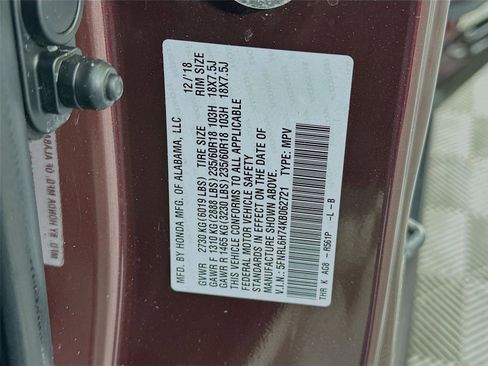 MFD. BY HONDA MFG. OF ALABAMA, LLC 12/'18
TIRE SIZE RIM SIZE
GVWR 2730 KG(6019 LBS)
GAWR F 1310 KG(2888 LBS) 235/60R18 103H 18X7.5J
GAWR R 1465 KG(3230 LBS) 235/60R18 103H 18X7.5J
THIS VEHICLE CONFORMS TO ALL APPLICABLE
FEDERAL MOTOR VEHICLE SAFETY
STANDARDS IN EFFECT ON THE DATE OF
MANUFACTURE SHOWN ABOVE.
V.I.N.: 5FNRL6H74KB062721 TYPE: MPV
THR K AG8 -R561P -L -B